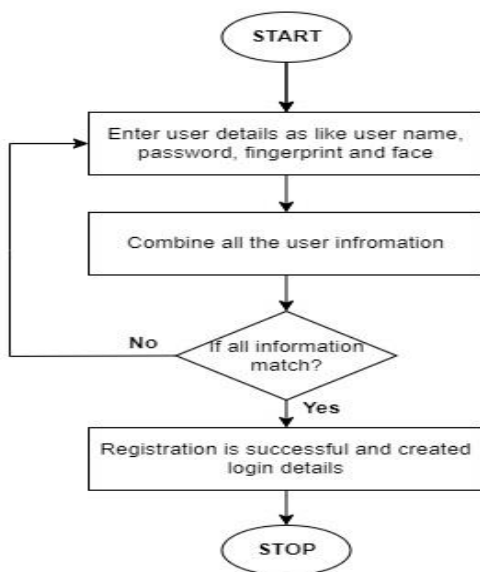 START
Enter user details as like user name,
password, fingerprint and face
Combine all the user infromation
No
If all information
match?
Yes
Registration is successful and created
login details
STOP